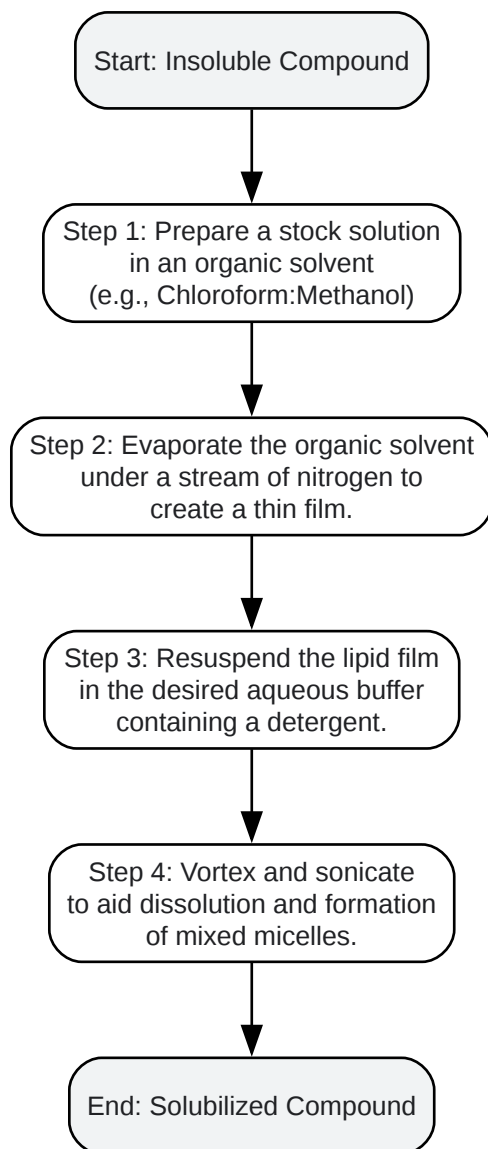 Start: Insoluble Compound
Step 1: Prepare a stock solution
in an organic solvent
(e.g., Chloroform:Methanol)
Step 2: Evaporate the organic solvent
under a stream of nitrogen to
create a thin film.
Step 3: Resuspend the lipid film
in the desired aqueous buffer
containing a detergent.
Step 4: Vortex and sonicate
to aid dissolution and formation
of mixed micelles.
End: Solubilized Compound